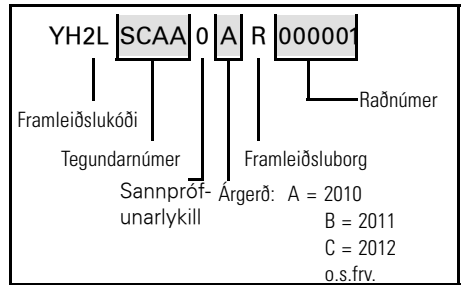 YH2L SCAA 0 A R 000001
Raðnúmer
Framleiðslukóði
Tegundarnúmer
Framleiðsluborg
Sannpróf-
unarlykill
Árgerð: A = 2010
B = 2011
C = 2012
o.s.frv.